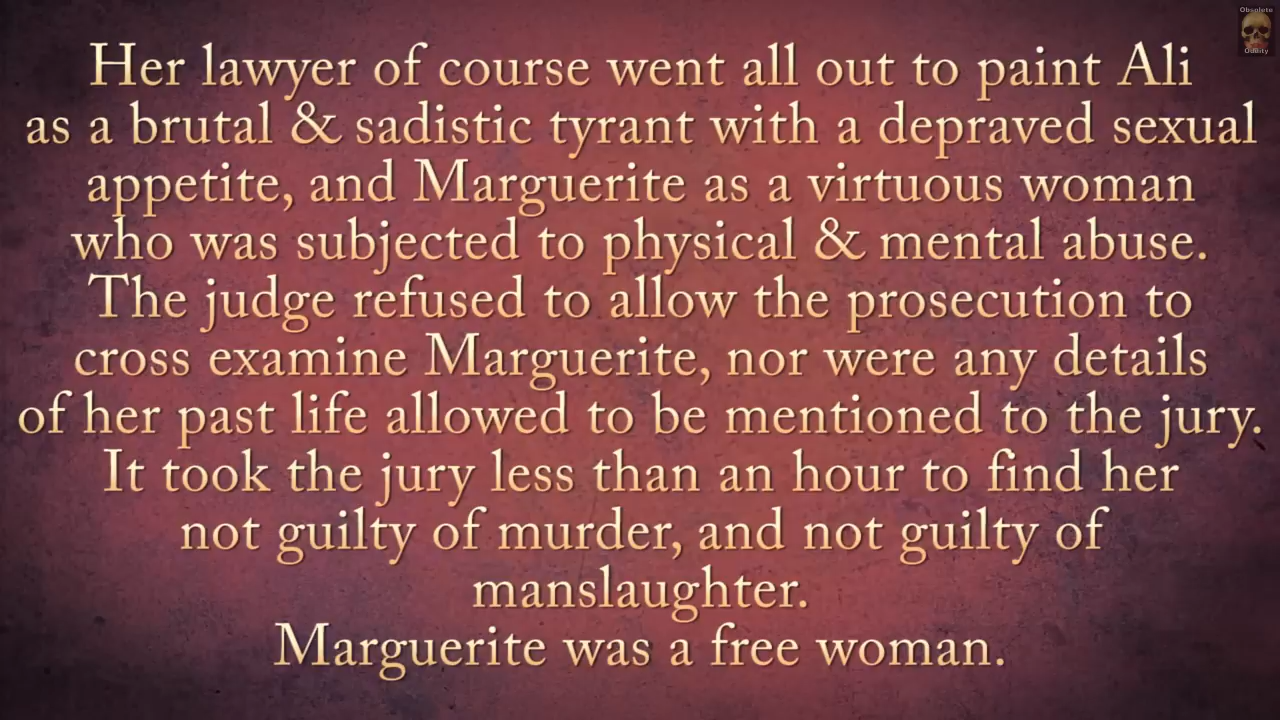 Obsolete
Oddity
Her lawyer of course went all out to paint Ali
as a brutal & sadistic tyrant with a depraved sexual
appetite, and Marguerite as a virtuous woman
who was subjected to physical & mental abuse.
The judge refused to allow the prosecution to
cross examine Marguerite, nor were any details
of her past life allowed to be mentioned to the jury.
It took the jury less than an hour to find her
not guilty of murder, and not guilty of
manslaughter.
Marguerite was a free woman.